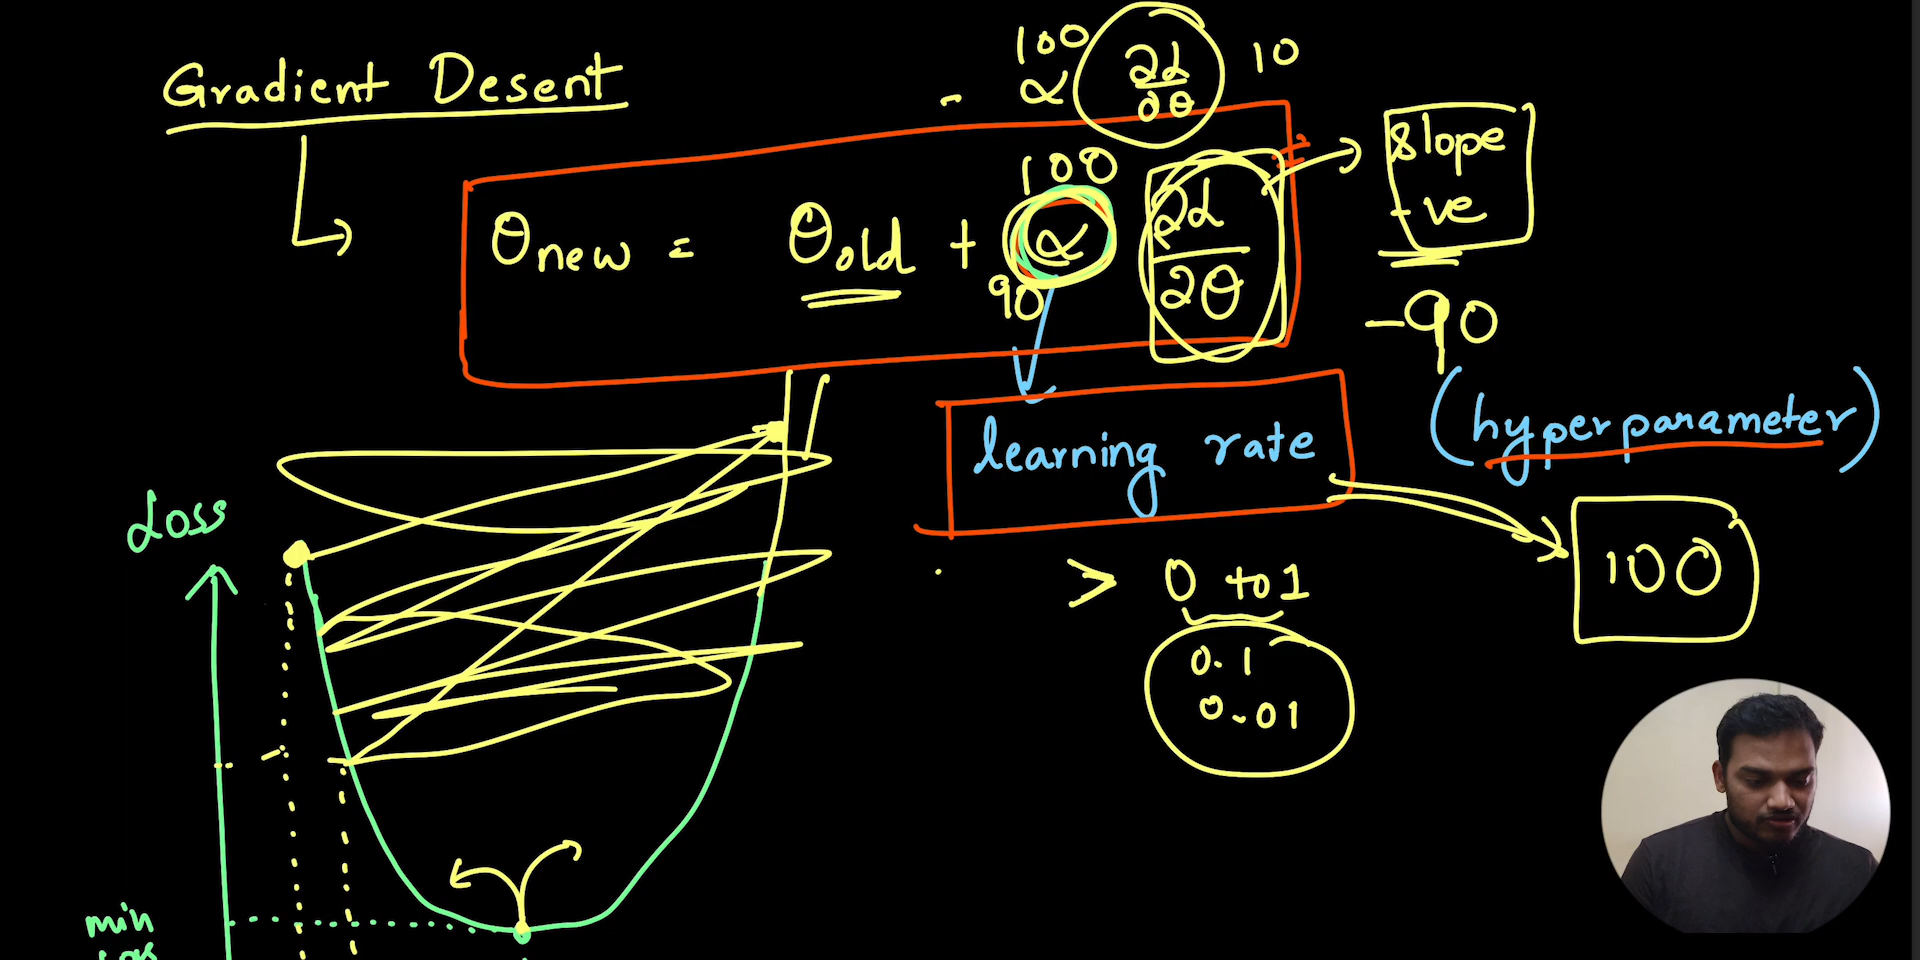 Gradient Desent
- 100 α ∂L/∂θ 10
100
θnew = θold + α ∂L/∂θ
90
slope
-ve
-90
(hyperparameter)
learning rate
100
Loss
> 0 to 1
0.1
0.01
min